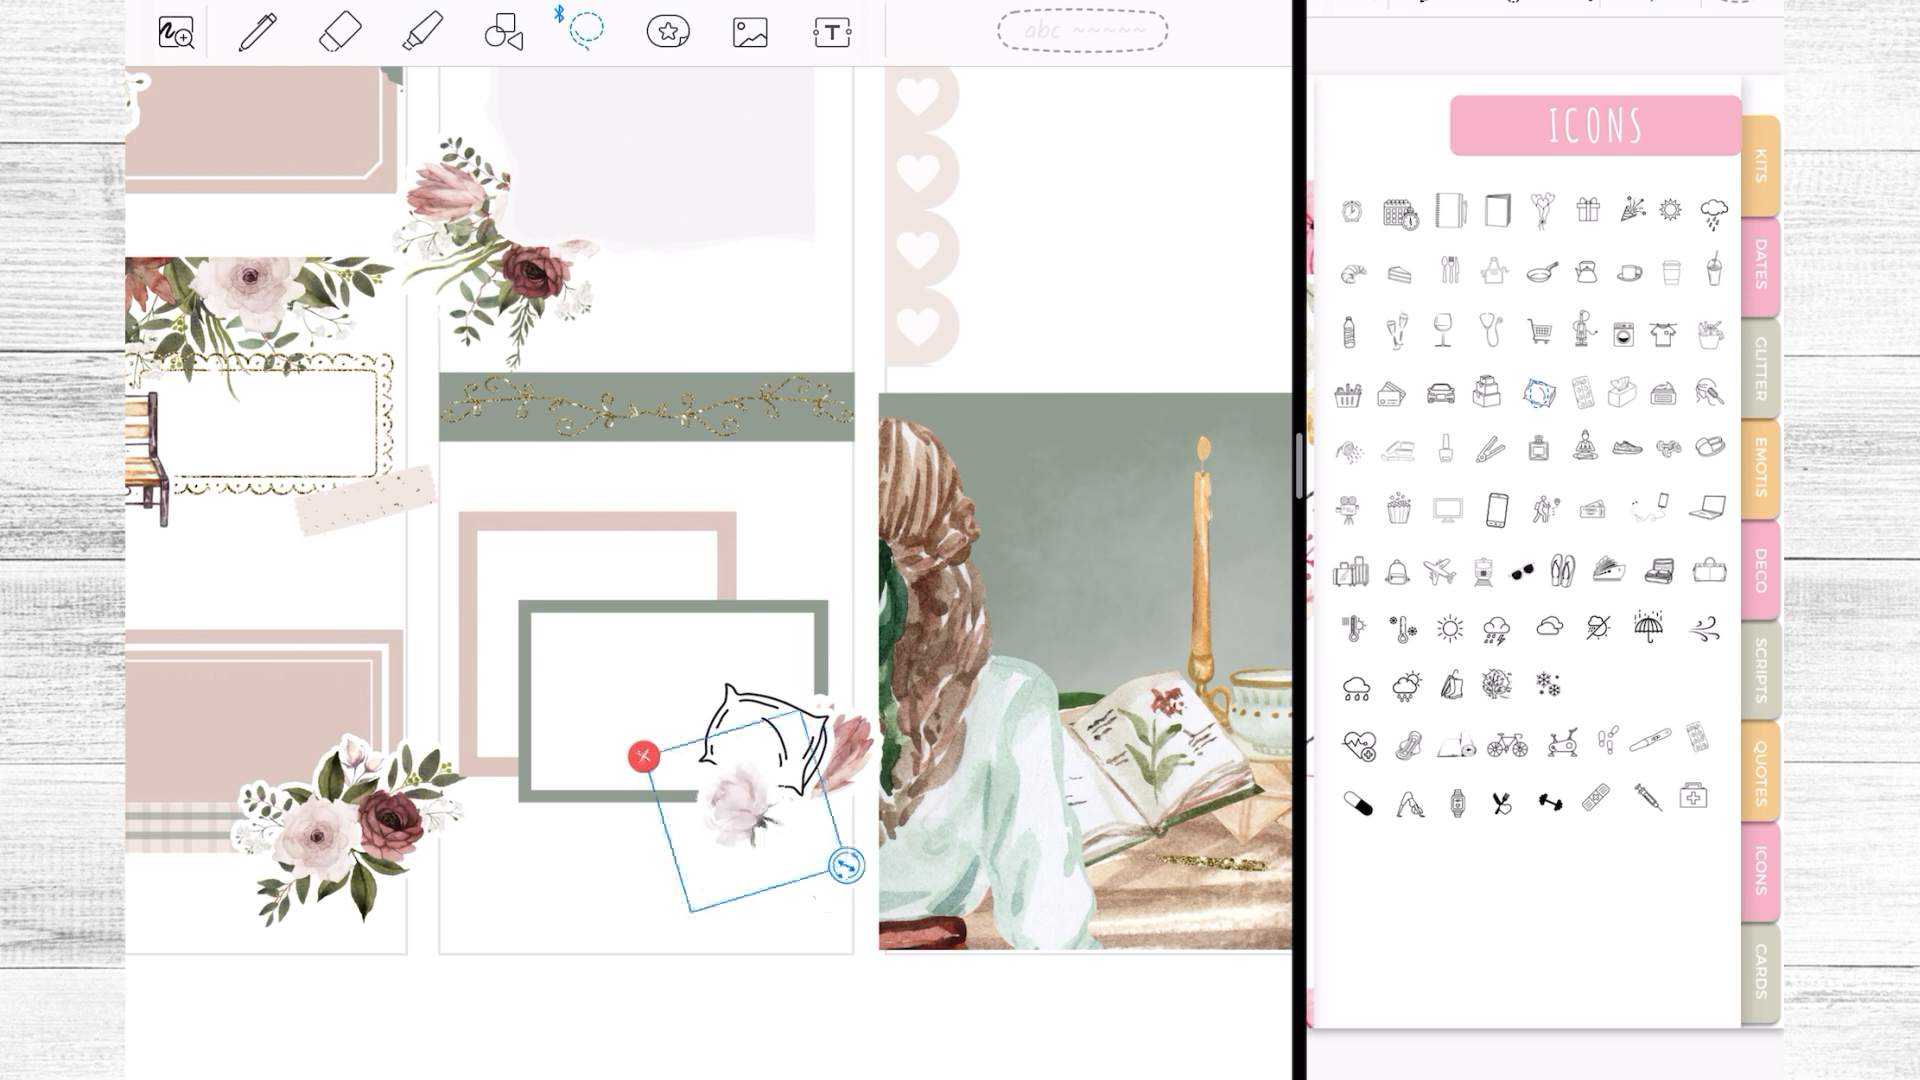 abc
T
ICONS
KITS
DATES
GLITTER
EMOTIS
DECO
SCRIPTS
QUOTES
ICONS
CARDS